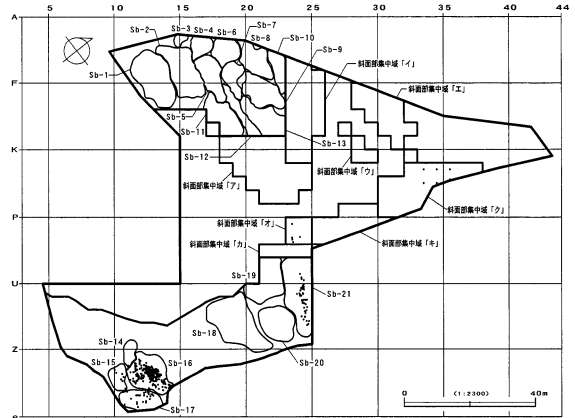 5 10 15 20 25 30 35 40 44
A
F
K
P
U
Z
e
Sb-1
Sb-2
Sb-3
Sb-4
Sb-6
Sb-7
Sb-8
Sb-10
Sb-9
斜面部集中域「イ」
斜面部集中域「エ」
Sb-5
Sb-11
Sb-12
Sb-13
斜面部集中域「ア」
斜面部集中域「ウ」
斜面部集中域「オ」
斜面部集中域「ク」
斜面部集中域「カ」
斜面部集中域「キ」
Sb-19
Sb-21
Sb-18
Sb-20
Sb-14
Sb-15
Sb-16
Sb-17
0 (1:2300) 40m